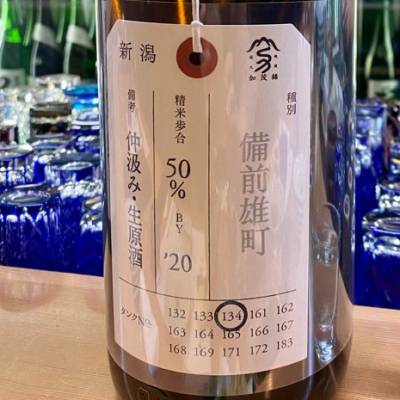 新潟
加茂錦
種別
備前雄町
精米歩合
50%
BY
'20
備考
仲汲み・生原酒
タンクNo.
132 133 134 161 162
163 164 165 166 167
168 169 171 172 183